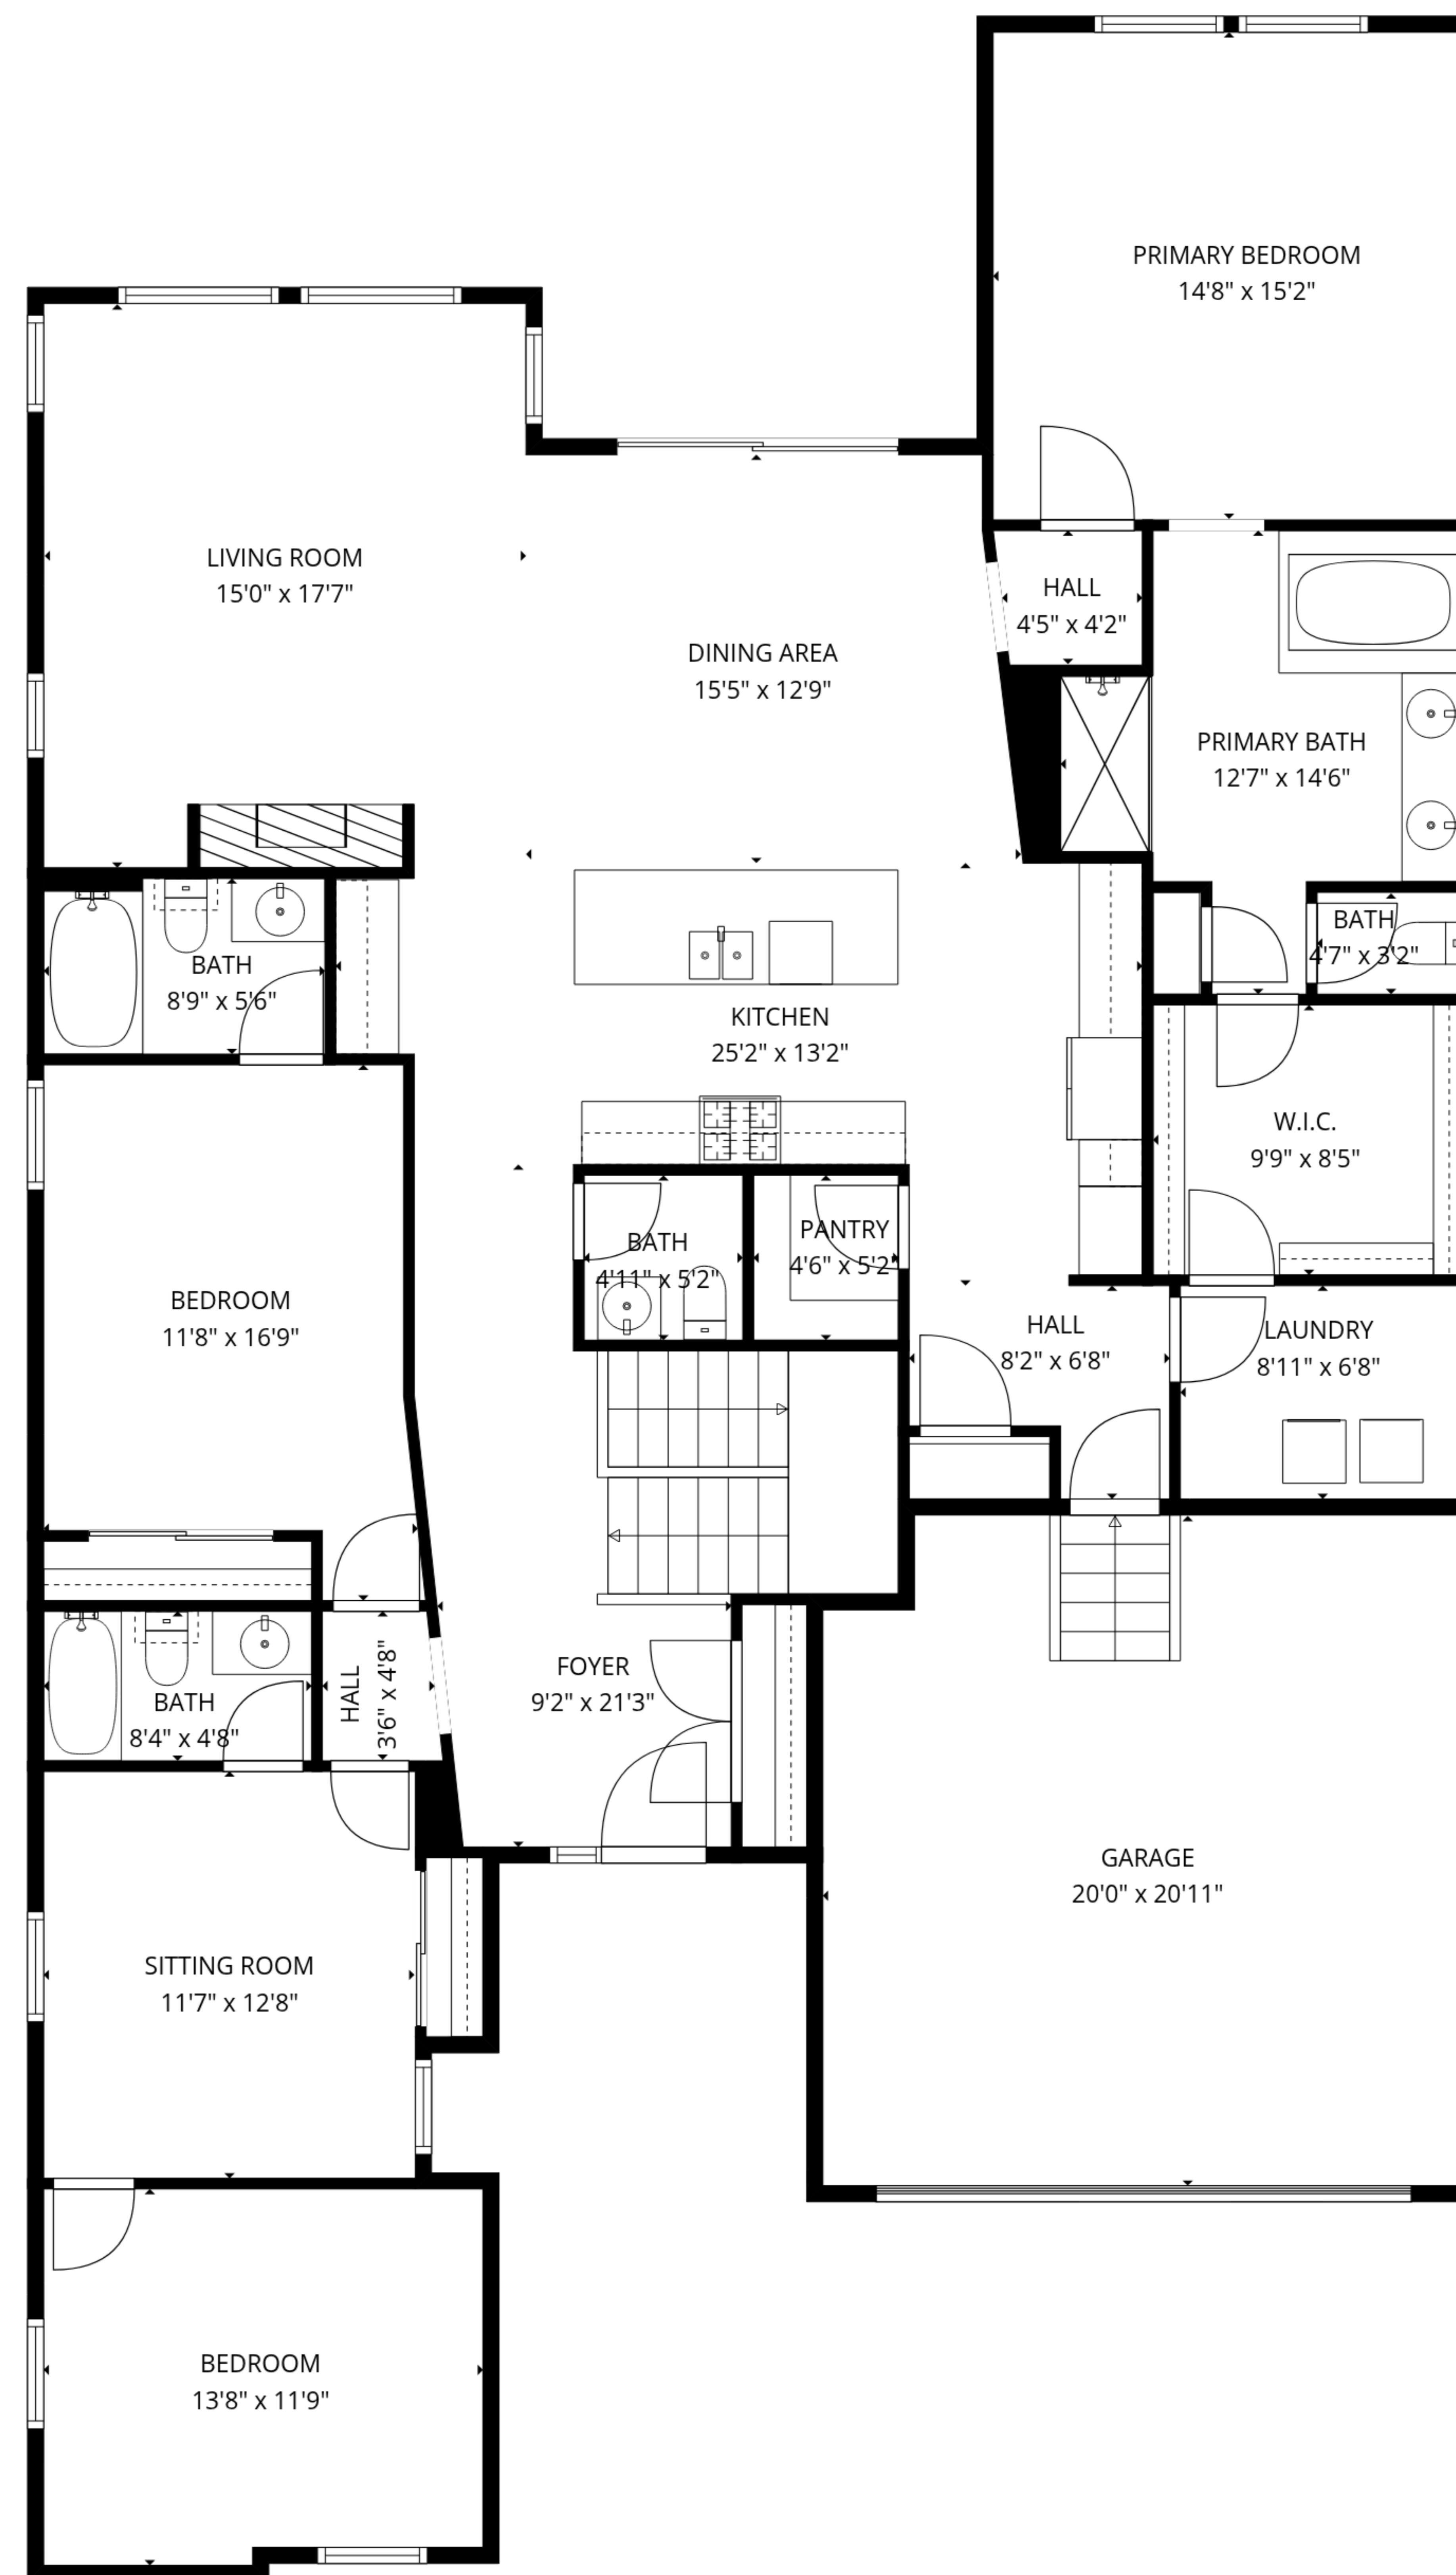 PRIMARY BEDROOM
14'8" x 15'2"
LIVING ROOM
15'0" x 17'7"
HALL
4'5" x 4'2"
DINING AREA
15'5" x 12'9"
PRIMARY BATH
12'7" x 14'6"
BATH
4'7" x 3'2"
BATH
8'9" x 5'6"
KITCHEN
25'2" x 13'2"
W.I.C.
9'9" x 8'5"
BATH
4'11" x 5'2"
PANTRY
4'6" x 5'2"
BEDROOM
11'8" x 16'9"
HALL
8'2" x 6'8"
LAUNDRY
8'11" x 6'8"
FOYER
9'2" x 21'3"
HALL
3'6" x 4'8"
BATH
8'4" x 4'8"
GARAGE
20'0" x 20'11"
SITTING ROOM
11'7" x 12'8"
BEDROOM
13'8" x 11'9"